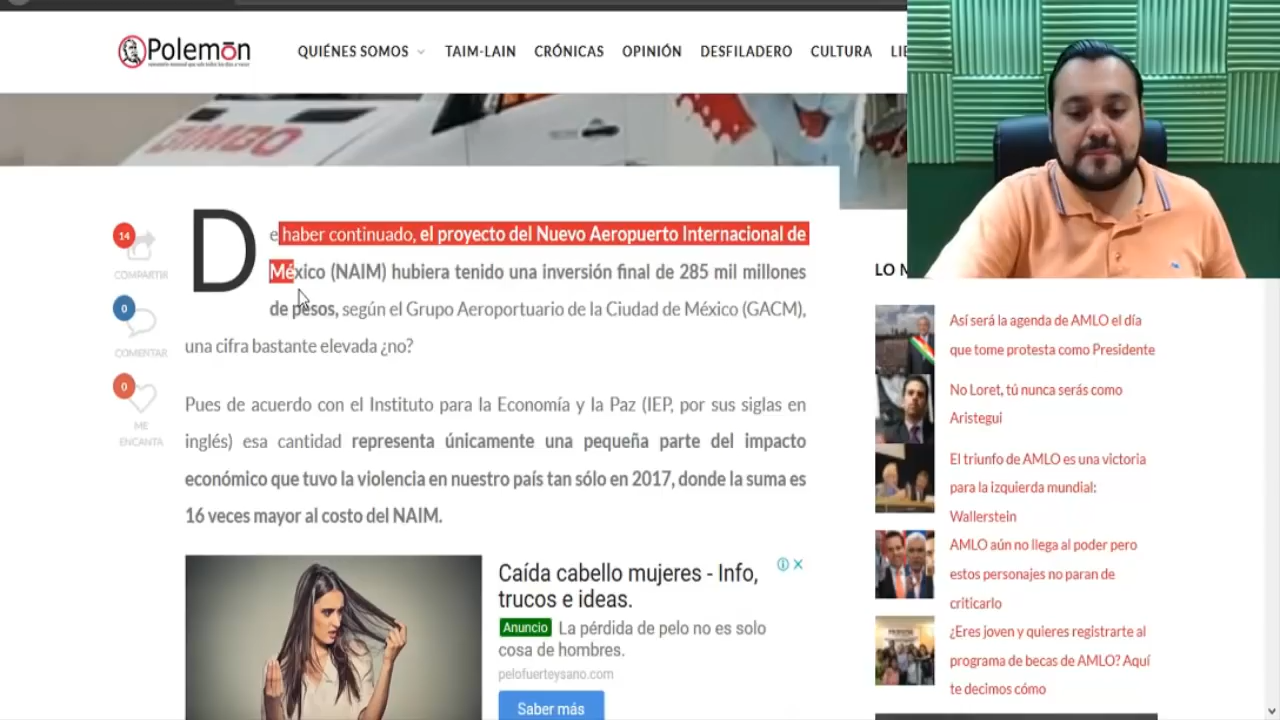 Polemōn
QUIÉNES SOMOS
TAIM-LAIN
CRÓNICAS
OPINIÓN
DESFILADERO
CULTURA
BIMBO
14
COMPARTIR
0
COMENTAR
0
ME
ENCANTA
De haber continuado, el proyecto del Nuevo Aeropuerto Internacional de
México (NAIM) hubiera tenido una inversión final de 285 mil millones
de pesos, según el Grupo Aeroportuario de la Ciudad de México (GACM),
una cifra bastante elevada ¿no?
Pues de acuerdo con el Instituto para la Economía y la Paz (IEP, por sus siglas en
inglés) esa cantidad representa únicamente una pequeña parte del impacto
económico que tuvo la violencia en nuestro país tan sólo en 2017, donde la suma es
16 veces mayor al costo del NAIM.
Caída cabello mujeres - Info,
trucos e ideas.
Anuncio La pérdida de pelo no es solo
cosa de hombres.
pelofuerteysano.com
Saber más
LO
Así será la agenda de AMLO el día
que tome protesta como Presidente
No Loret, tú nunca serás como
Aristegui
El triunfo de AMLO es una victoria
para la izquierda mundial:
Wallerstein
AMLO aún no llega al poder pero
estos personajes no paran de
criticarlo
¿Eres joven y quieres registrarte al
programa de becas de AMLO? Aquí
te decimos cómo